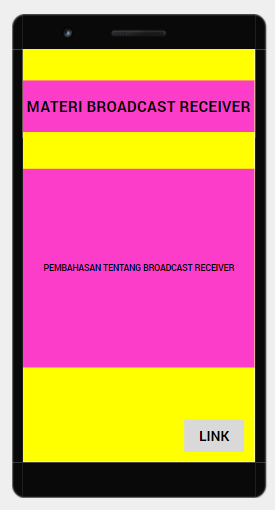 MATERI BROADCAST RECEIVER
PEMBAHASAN TENTANG BROADCAST RECEIVER
LINK